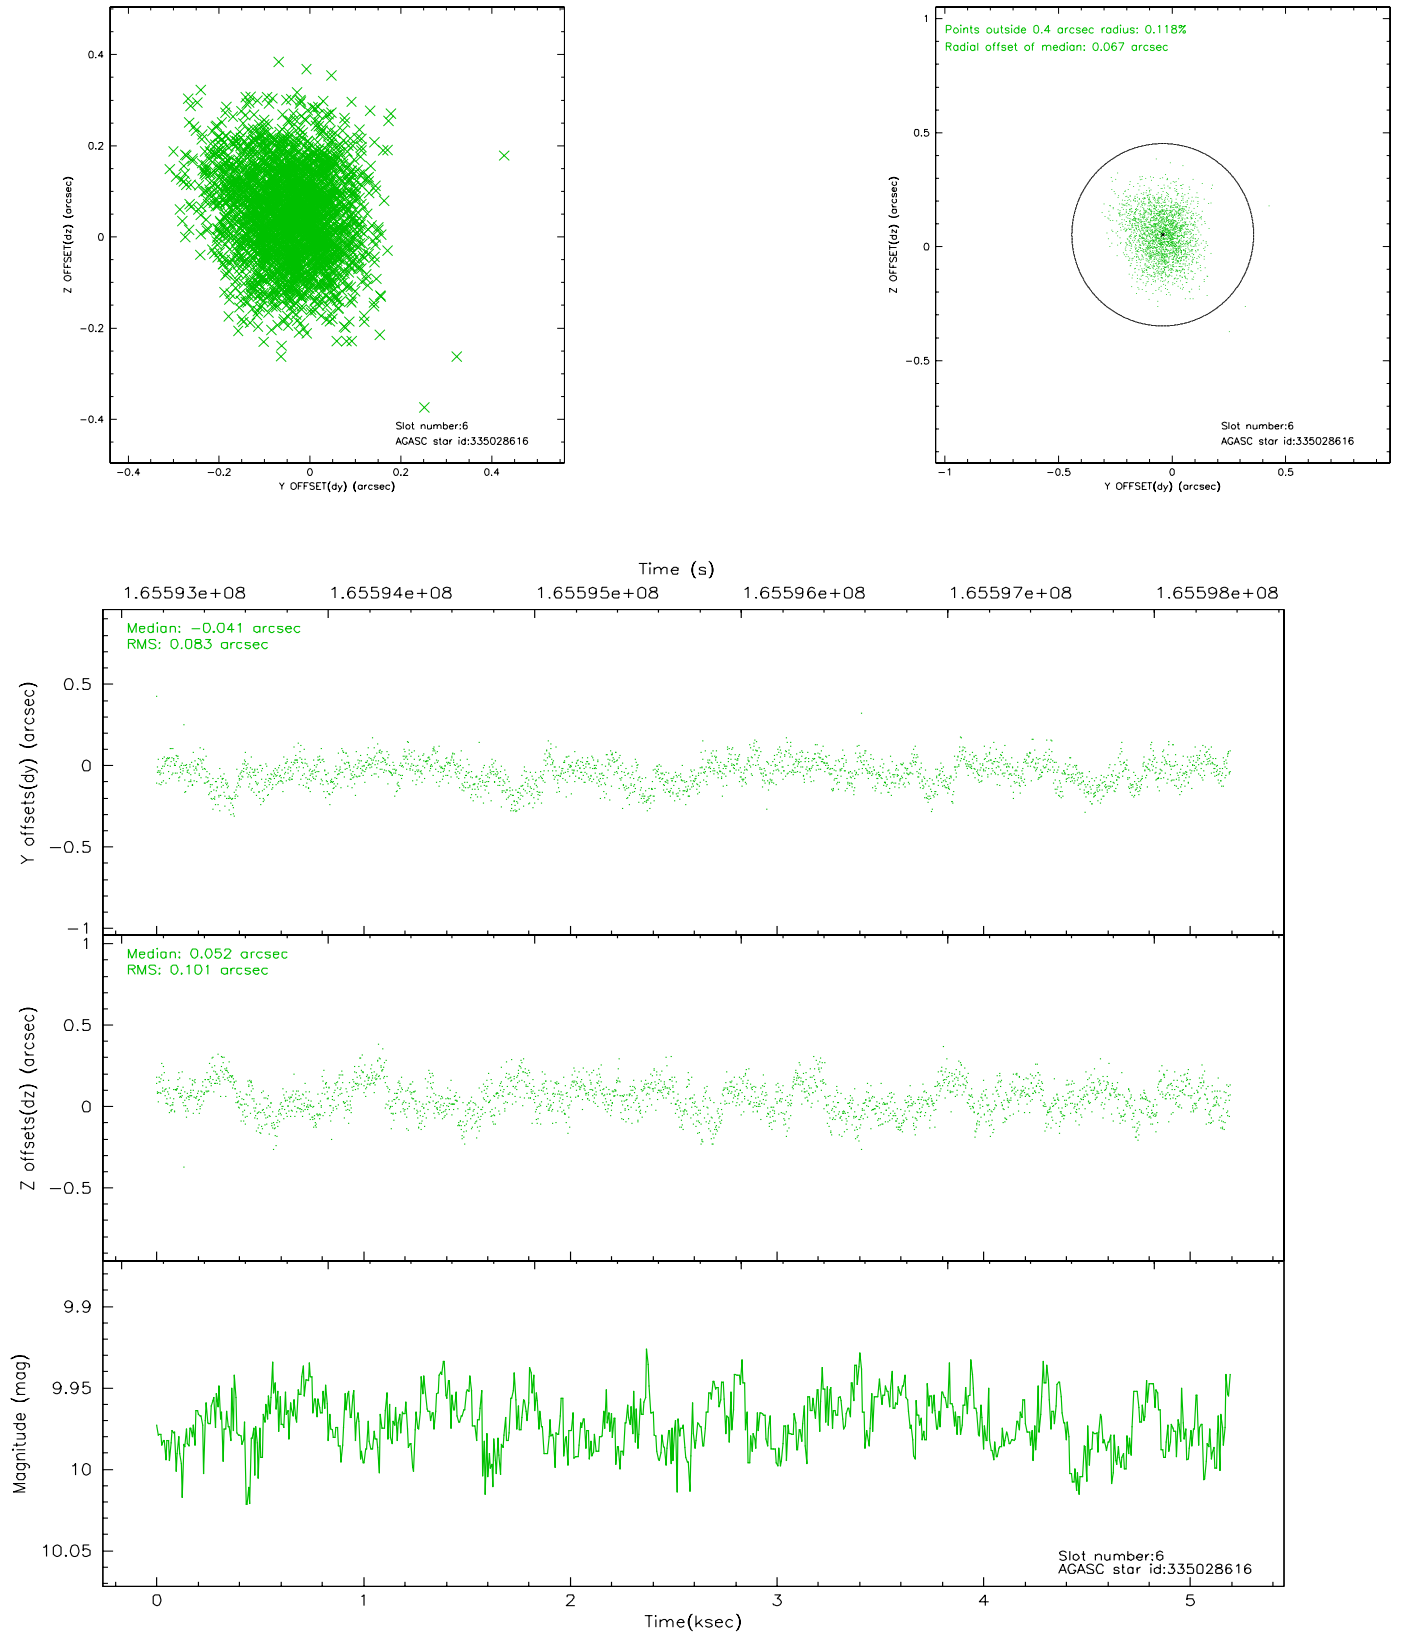 0.4
0.2
0
−0.2
−0.4
Z OFFSET(dz) (arcsec)
Slot number:6
AGASC star id:335028616
−0.4
−0.2
0
0.2
0.4
Y OFFSET(dy) (arcsec)
Points outside 0.4 arcsec radius: 0.118%
Radial offset of median: 0.067 arcsec
1
0.5
0
−0.5
−1
Z OFFSET(dz) (arcsec)
Slot number:6
AGASC star id:335028616
−0.5
0
0.5
Y OFFSET(dy) (arcsec)
Time (s)
1.65593e+08
1.65594e+08
1.65595e+08
1.65596e+08
1.65597e+08
1.65598e+08
Median: −0.041 arcsec
RMS: 0.083 arcsec
0.5
0
−0.5
−1
Y offsets(dy) (arcsec)
Median: 0.052 arcsec
RMS: 0.101 arcsec
1
0.5
0
−0.5
Z offsets(dz) (arcsec)
9.9
9.95
10
10.05
Magnitude (mag)
Slot number:6
AGASC star id:335028616
0
1
2
3
4
5
Time(ksec)